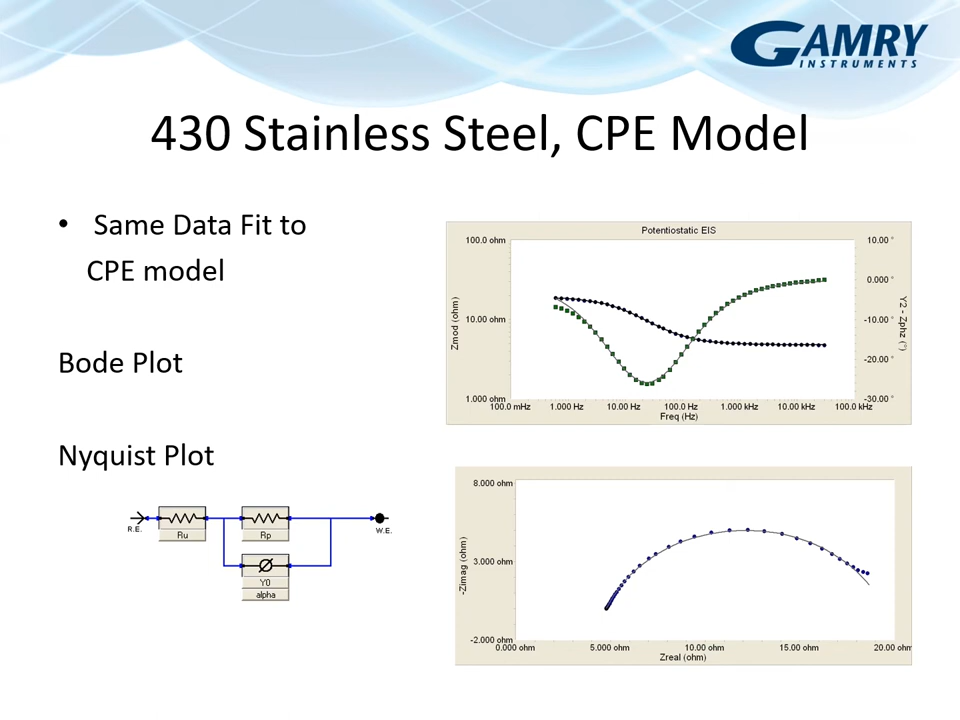 GAMRY
INSTRUMENTS
430 Stainless Steel, CPE Model
• Same Data Fit to
CPE model
Bode Plot
Nyquist Plot
R.E.
Ru
Rp
W.E.
Y0
alpha
Potentiostatic EIS
100.0 ohm
10.00 ohm
1.000 ohm
Zmod (ohm)
10.00 °
0.000 °
-10.00 °
-20.00 °
-30.00 °
Y2 - Zphz (°)
100.0 mHz 1.000 Hz 10.00 Hz 100.0 Hz 1.000 kHz 10.00 kHz 100.0 kHz
Freq (Hz)
8.000 ohm
3.000 ohm
-2.000 ohm
-Zimag (ohm)
0.000 ohm 5.000 ohm 10.00 ohm 15.00 ohm 20.00 ohm
Zreal (ohm)